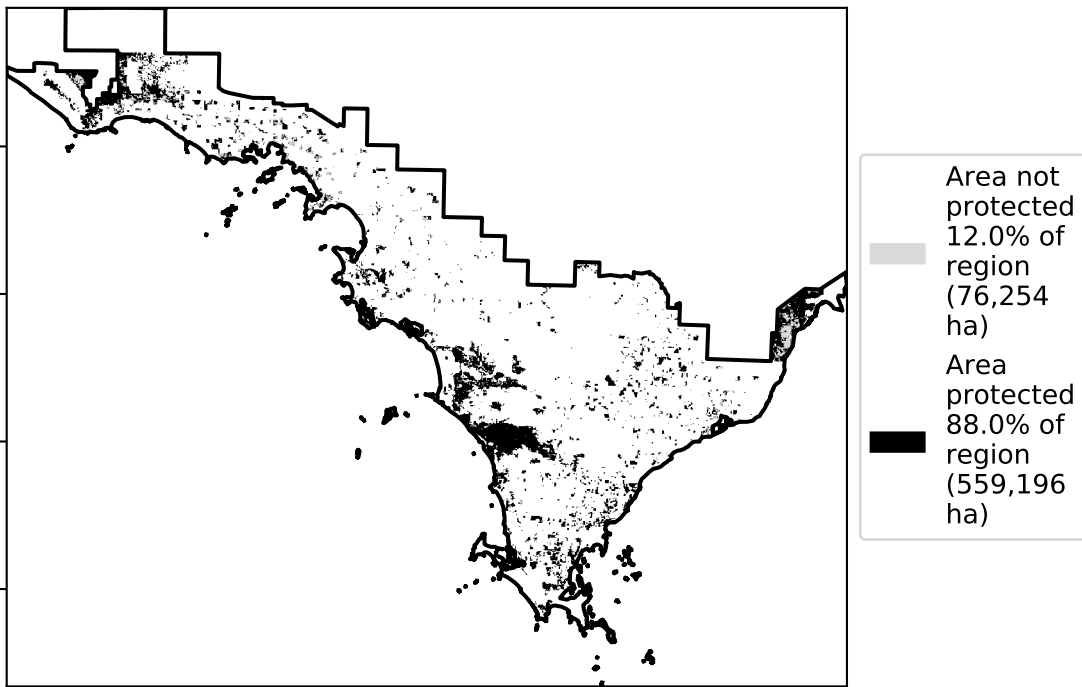 Area not
protected
12.0% of
region
(76,254
ha)
Area
protected
88.0% of
region
(559,196
ha)